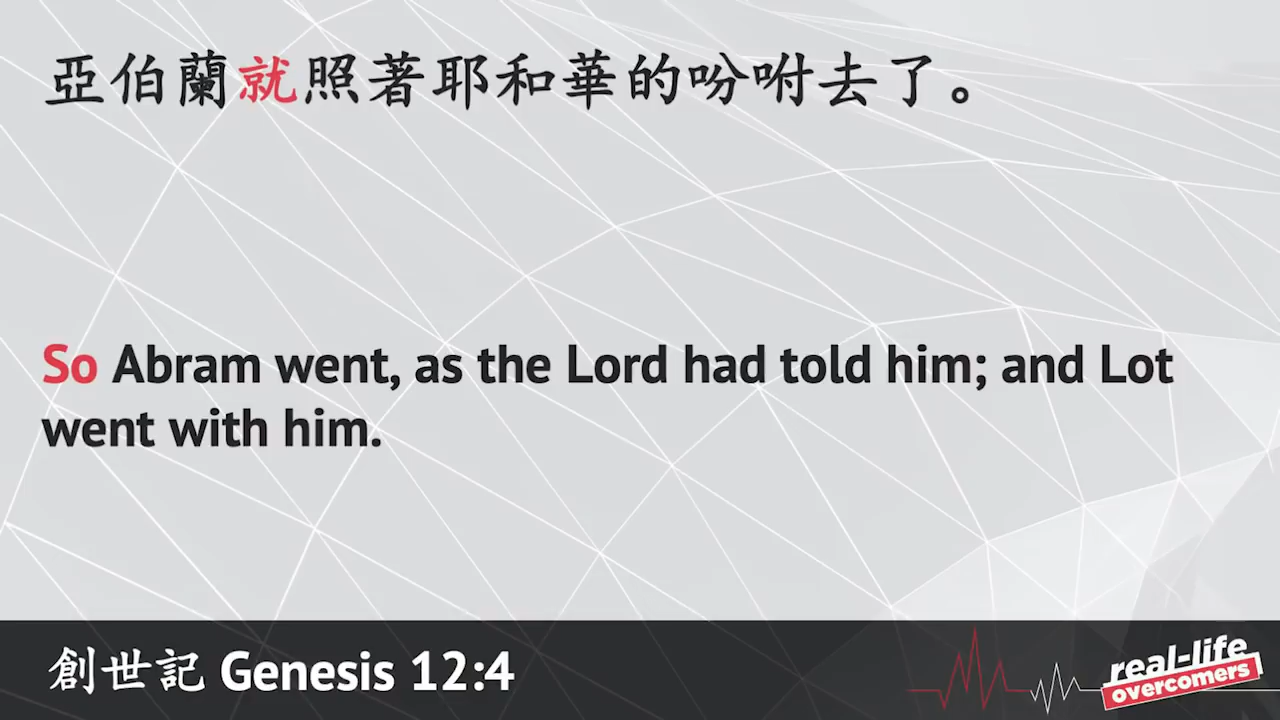 亞伯蘭就照著耶和華的吩咐去了。
So Abram went, as the Lord had told him; and Lot
went with him.
創世記 Genesis 12:4
real-life
overcomers